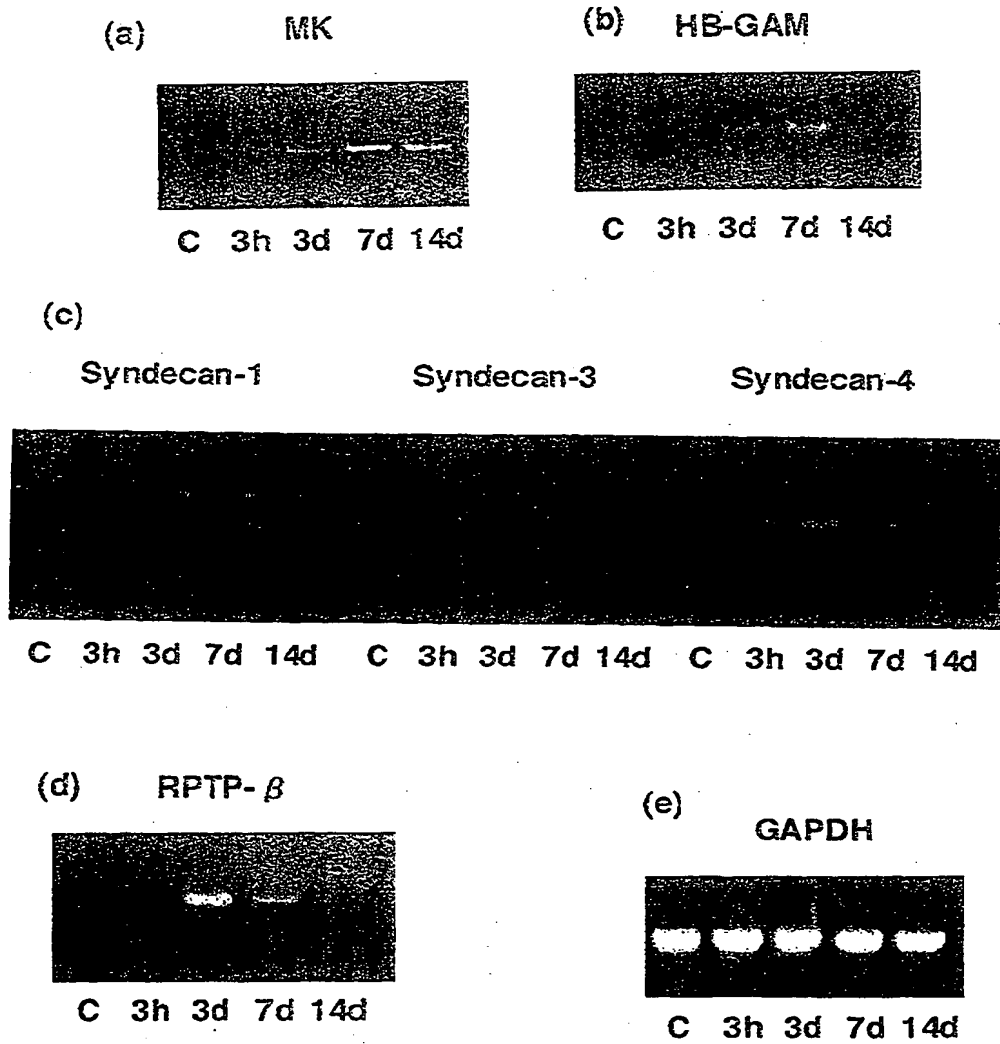 (a) MK
C 3h 3d 7d 14d
(b) HB-GAM
C 3h 3d 7d 14d
(c)
Syndecan-1 Syndecan-3 Syndecan-4
C 3h 3d 7d 14d C 3h 3d 7d 14d C 3h 3d 7d 14d
(d) RPTP-β
C 3h 3d 7d 14d
(e) GAPDH
C 3h 3d 7d 14d